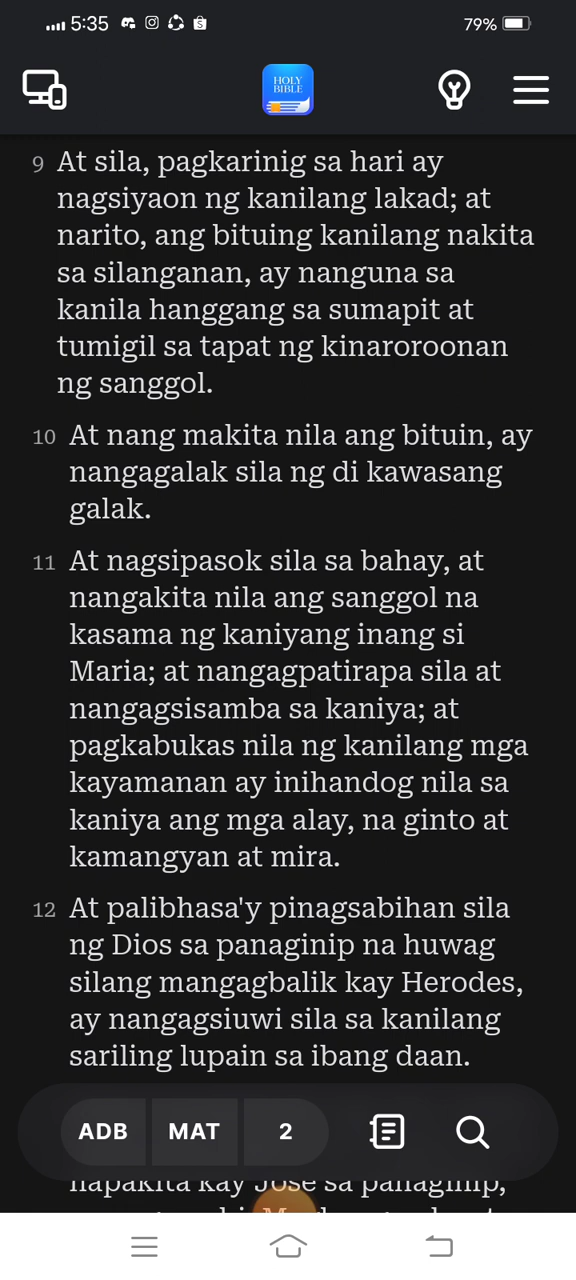 5:35
79%
HOLY
BIBLE
9 At sila, pagkarinig sa hari ay
nagsiyaon ng kanilang lakad; at
narito, ang bituing kanilang nakita
sa silanganan, ay nanguna sa
kanila hanggang sa sumapit at
tumigil sa tapat ng kinaroroonan
ng sanggol.
10 At nang makita nila ang bituin, ay
nangagalak sila ng di kawasang
galak.
11 At nagsipasok sila sa bahay, at
nangakita nila ang sanggol na
kasama ng kaniyang inang si
Maria; at nangagpatirapa sila at
nangagsisamba sa kaniya; at
pagkabukas nila ng kanilang mga
kayamanan ay inihandog nila sa
kaniya ang mga alay, na ginto at
kamangyan at mira.
12 At palibhasa'y pinagsabihan sila
ng Dios sa panaginip na huwag
silang mangagbalik kay Herodes,
ay nangagsiuwi sila sa kanilang
sariling lupain sa ibang daan.
ADB MAT 2
napakita kay Jose sa panaginip,